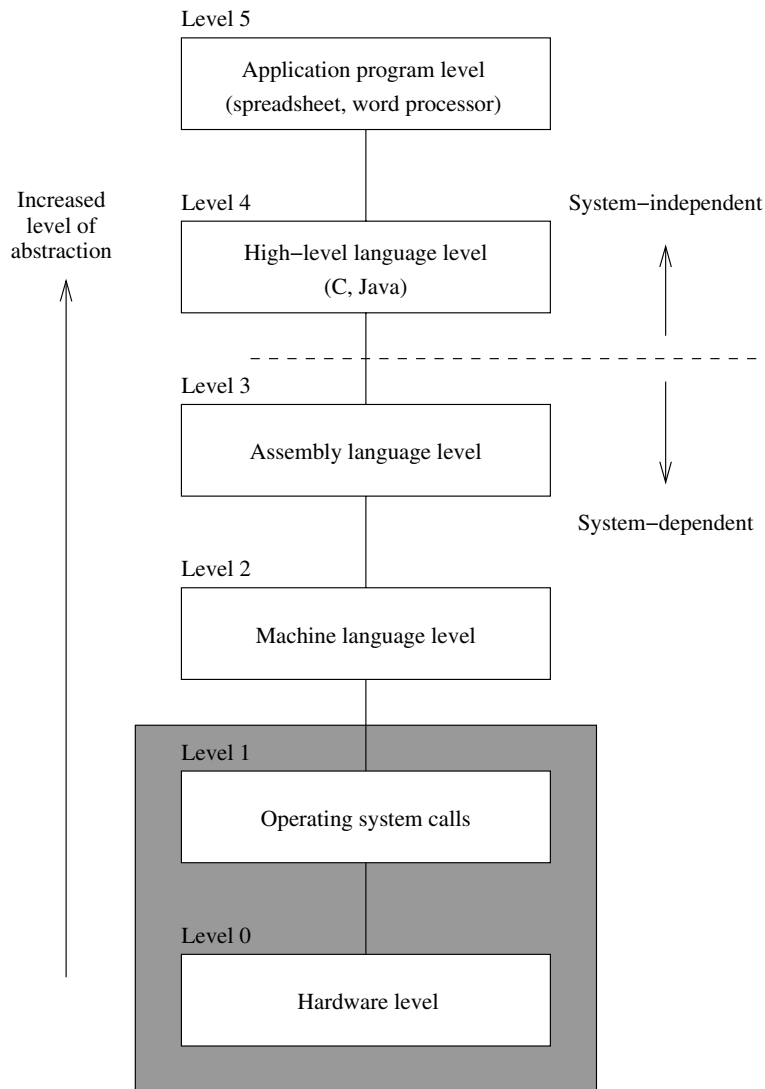 Level 5
Application program level
(spreadsheet, word processor)
Increased
level of
abstraction
Level 4
High−level language level
(C, Java)
System−independent
Level 3
Assembly language level
System−dependent
Level 2
Machine language level
Level 1
Operating system calls
Level 0
Hardware level